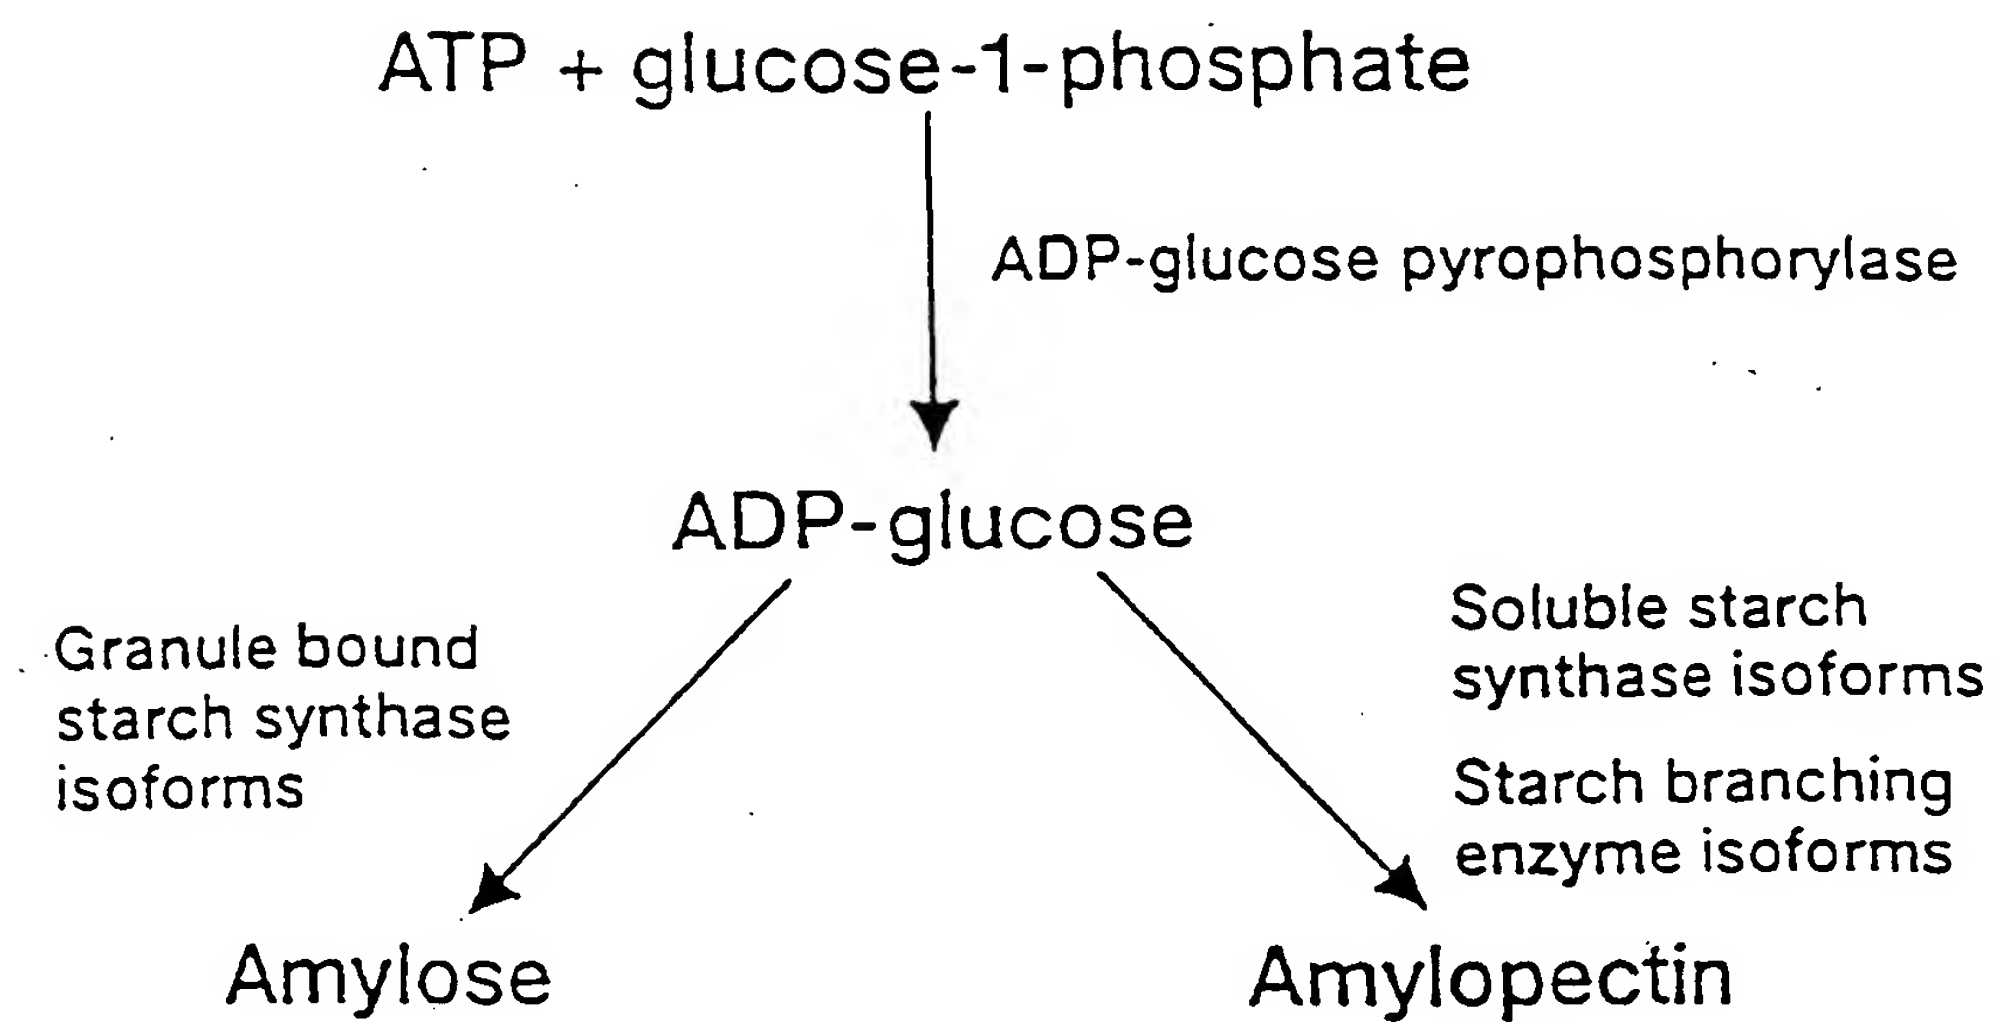 ATP + glucose-1-phosphate
ADP-glucose pyrophosphorylase
ADP-glucose
Granule bound
starch synthase
isoforms
Soluble starch
synthase isoforms
Starch branching
enzyme isoforms
Amylose
Amylopectin